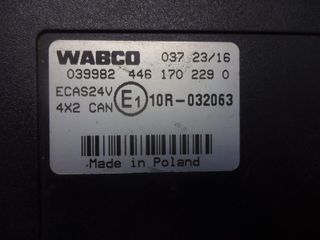 WABCO 037 23/16
039982 446 170 229 0
ECAS24V
4X2 CAN E1 10R-032063
Made in Poland